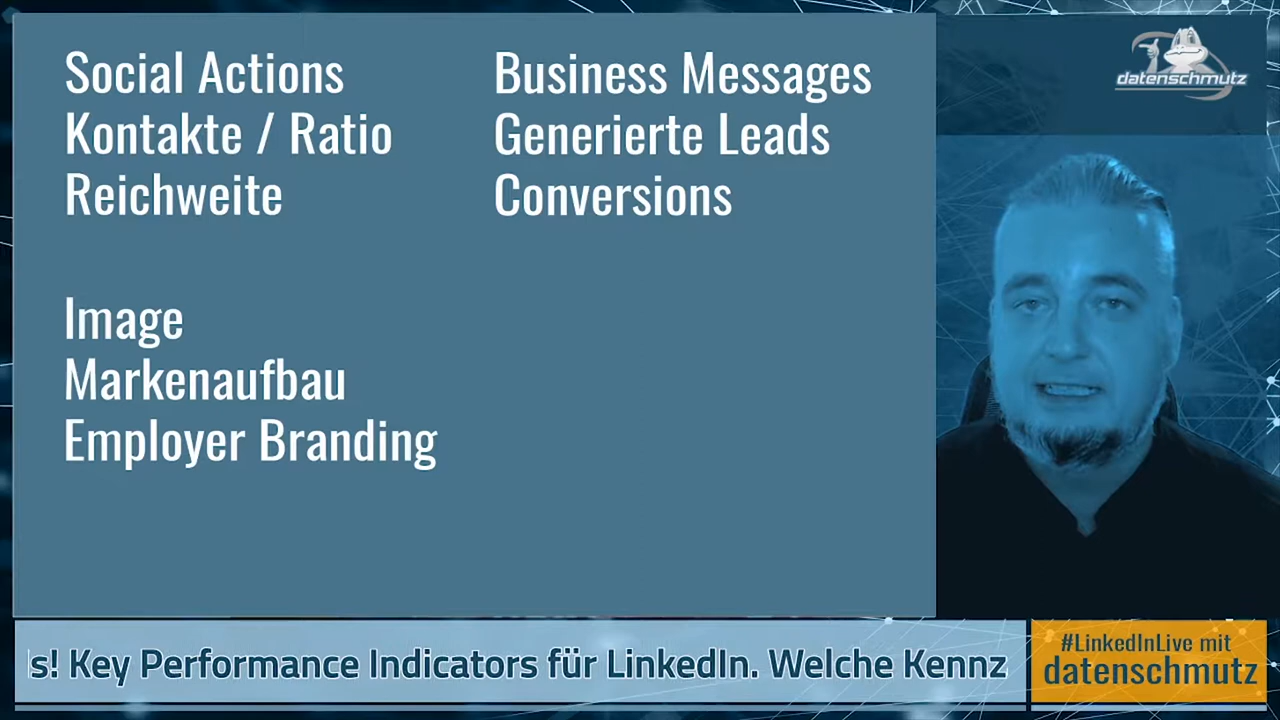 Social Actions
Kontakte / Ratio
Reichweite
Image
Markenaufbau
Employer Branding
Business Messages
Generierte Leads
Conversions
datenschmutz
s! Key Performance Indicators für LinkedIn. Welche Kennz
#LinkedInLive mit
datenschmutz